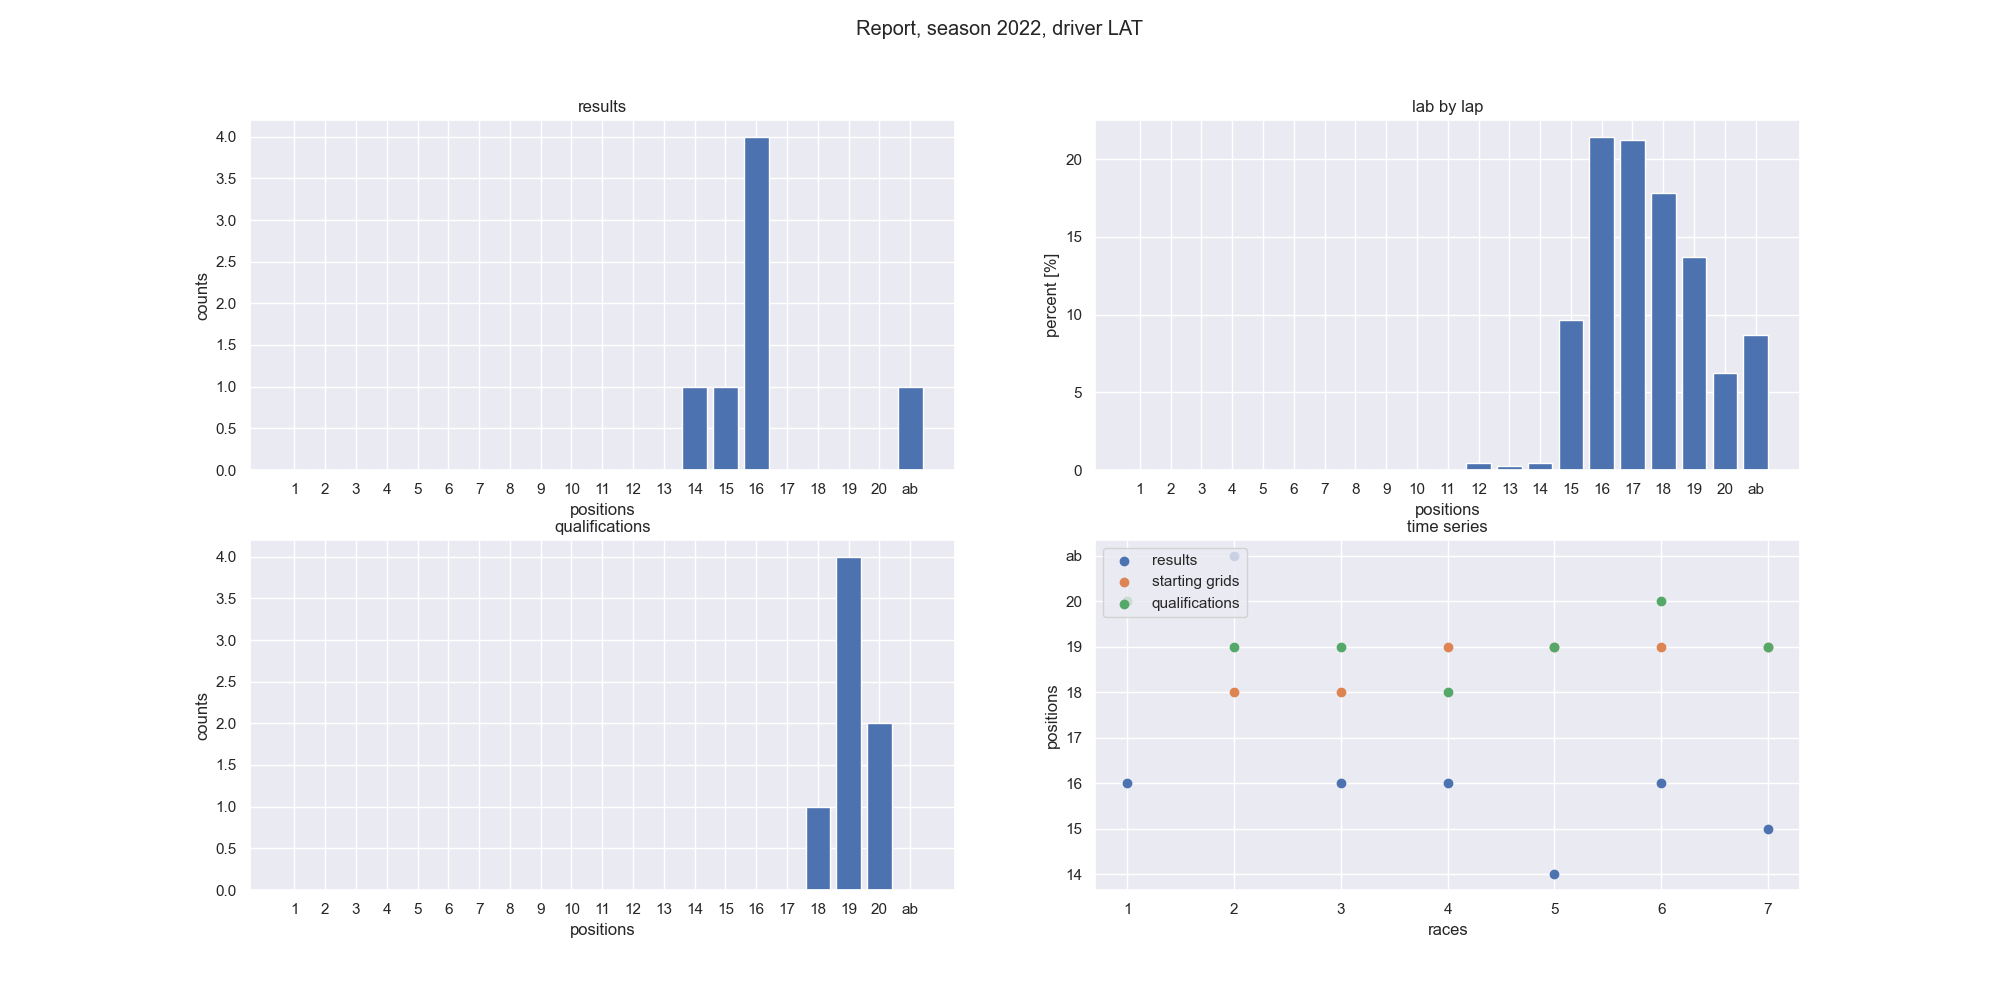 Report, season 2022, driver LAT
results
4.0
3.5
3.0
2.5
2.0
1.5
1.0
0.5
0.0
counts
1 2 3 4 5 6 7 8 9 10 11 12 13 14 15 16 17 18 19 20 ab
positions
lab by lap
20
15
10
5
0
percent [%]
1 2 3 4 5 6 7 8 9 10 11 12 13 14 15 16 17 18 19 20 ab
positions
qualifications
4.0
3.5
3.0
2.5
2.0
1.5
1.0
0.5
0.0
counts
1 2 3 4 5 6 7 8 9 10 11 12 13 14 15 16 17 18 19 20 ab
positions
time series
ab
20
19
18
17
16
15
14
positions
results
starting grids
qualifications
1 2 3 4 5 6 7
races